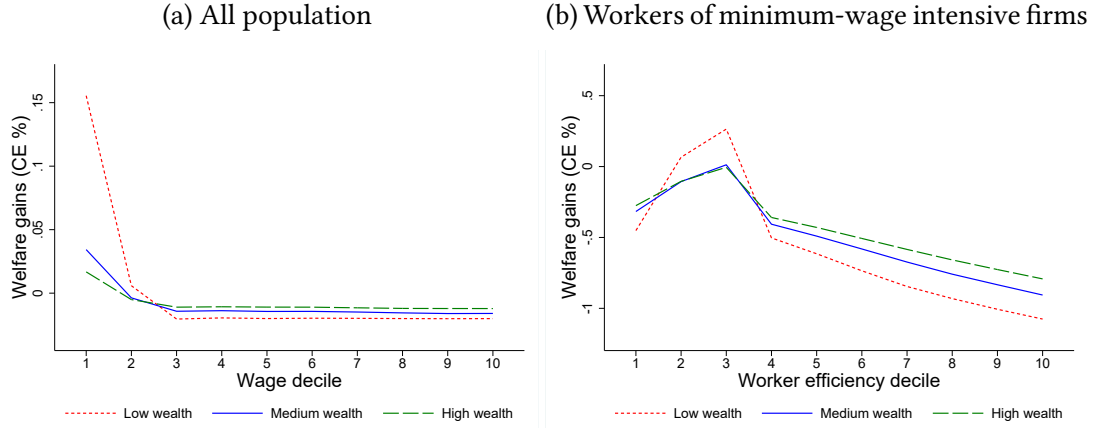 (a) All population
(b) Workers of minimum-wage intensive firms
Welfare gains (CE %)
.15
.1
.05
0
1 2 3 4 5 6 7 8 9 10
Wage decile
Low wealth Medium wealth High wealth
Welfare gains (CE %)
.5
0
-.5
-1
1 2 3 4 5 6 7 8 9 10
Worker efficiency decile
Low wealth Medium wealth High wealth